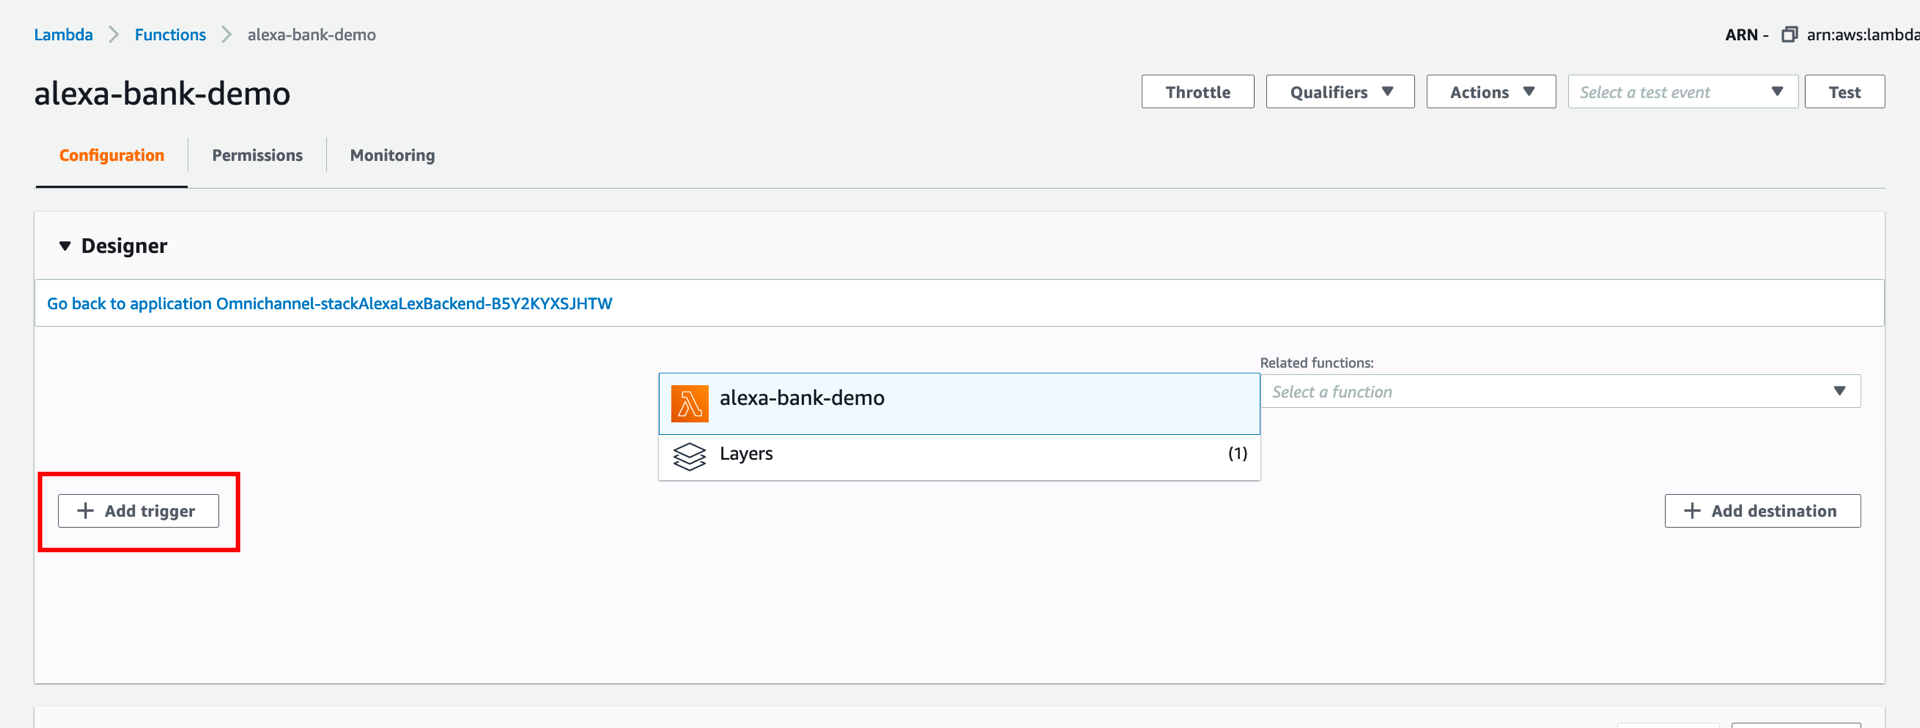 Lambda > Functions > alexa-bank-demo
ARN - arn:aws:lambda
alexa-bank-demo
Throttle Qualifiers Actions Select a test event Test
Configuration Permissions Monitoring
Designer
Go back to application Omnichannel-stackAlexaLexBackend-B5Y2KYXSJHTW
Related functions:
alexa-bank-demo
Select a function
Layers (1)
+ Add trigger
+ Add destination